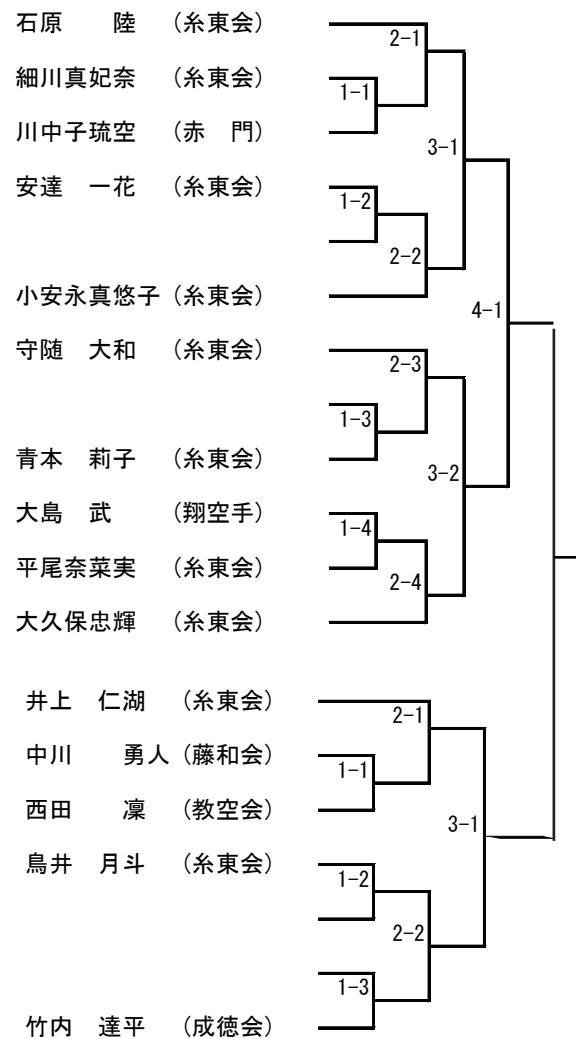 石原　　陸　（糸東会）
2-1
細川真妃奈　（糸東会）
1-1
川中子琉空　（赤　門）
3-1
安達　一花　（糸東会）
1-2
2-2
小安永真悠子（糸東会）
4-1
守随　大和　（糸東会）
2-3
1-3
青本　莉子　（糸東会）
3-2
大島　武　　（翔空手）
1-4
平尾奈菜実　（糸東会）
2-4
大久保忠輝　（糸東会）
井上　仁湖　（糸東会）
2-1
中川　　勇人（藤和会）
1-1
西田　　凜　（教空会）
3-1
鳥井　月斗　（糸東会）
1-2
2-2
1-3
竹内　達平　（成徳会）